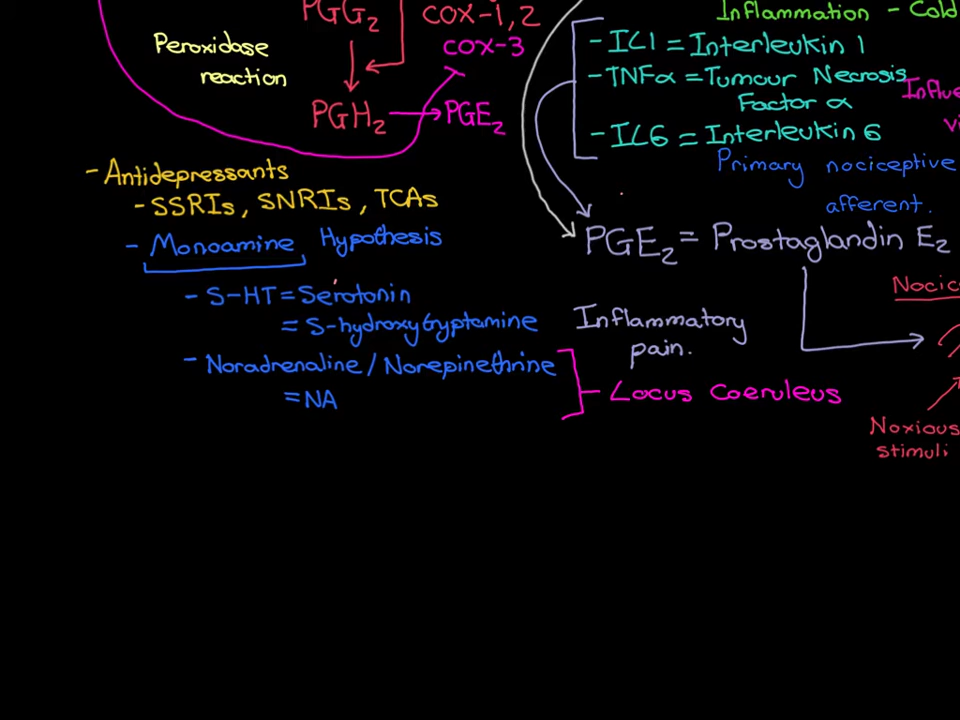 PGG2
COX-1,2
COX-3
Peroxidase
reaction
PGH2
PGE2
Inflammation - Cold
- IL1 = Interleukin 1
- TNFα = Tumour Necrosis
Factor α
- IL6 = Interleukin 6
Primary nociceptive
afferent.
PGE2 = Prostaglandin E2
Inflammatory
pain.
- Antidepressants
- SSRIs, SNRIs, TCAs
- Monoamine Hypothesis
- 5-HT = Serotonin
= 5-hydroxytryptamine
- Noradrenaline / Norepinethrine
= NA
- Locus Coeruleus
Noxious
stimuli